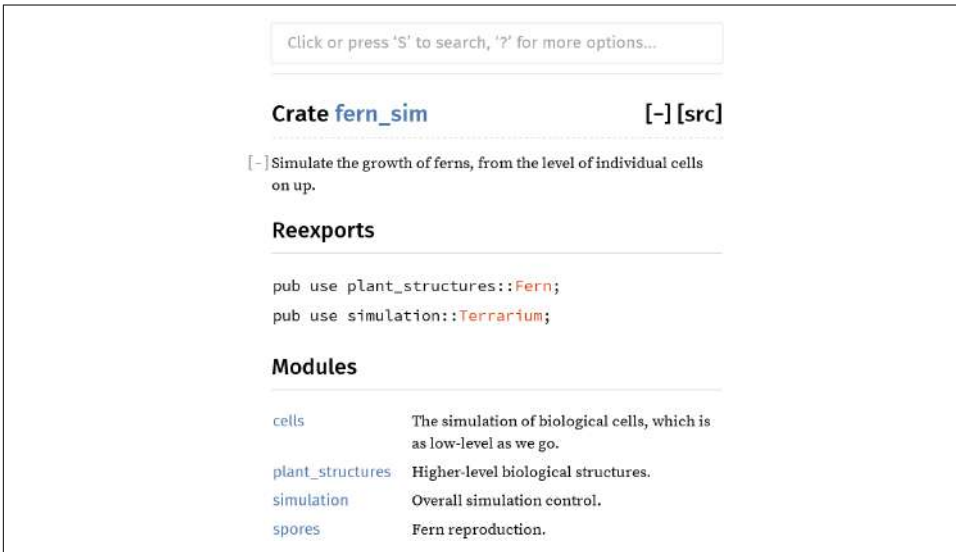 Click or press ‘S’ to search, ‘?’ for more options...
Crate fern_sim [-] [src]
[-] Simulate the growth of ferns, from the level of individual cells
on up.
Reexports
pub use plant_structures::Fern;
pub use simulation::Terrarium;
Modules
cells The simulation of biological cells, which is
as low-level as we go.
plant_structures Higher-level biological structures.
simulation Overall simulation control.
spores Fern reproduction.